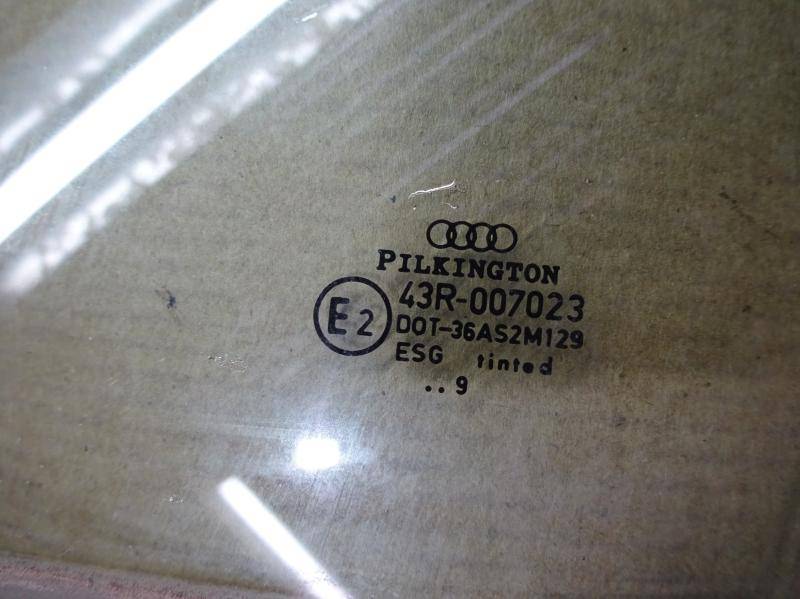 PILKINGTON
E2
43R-007023
DOT-36AS2M129
ESG tinted
..9